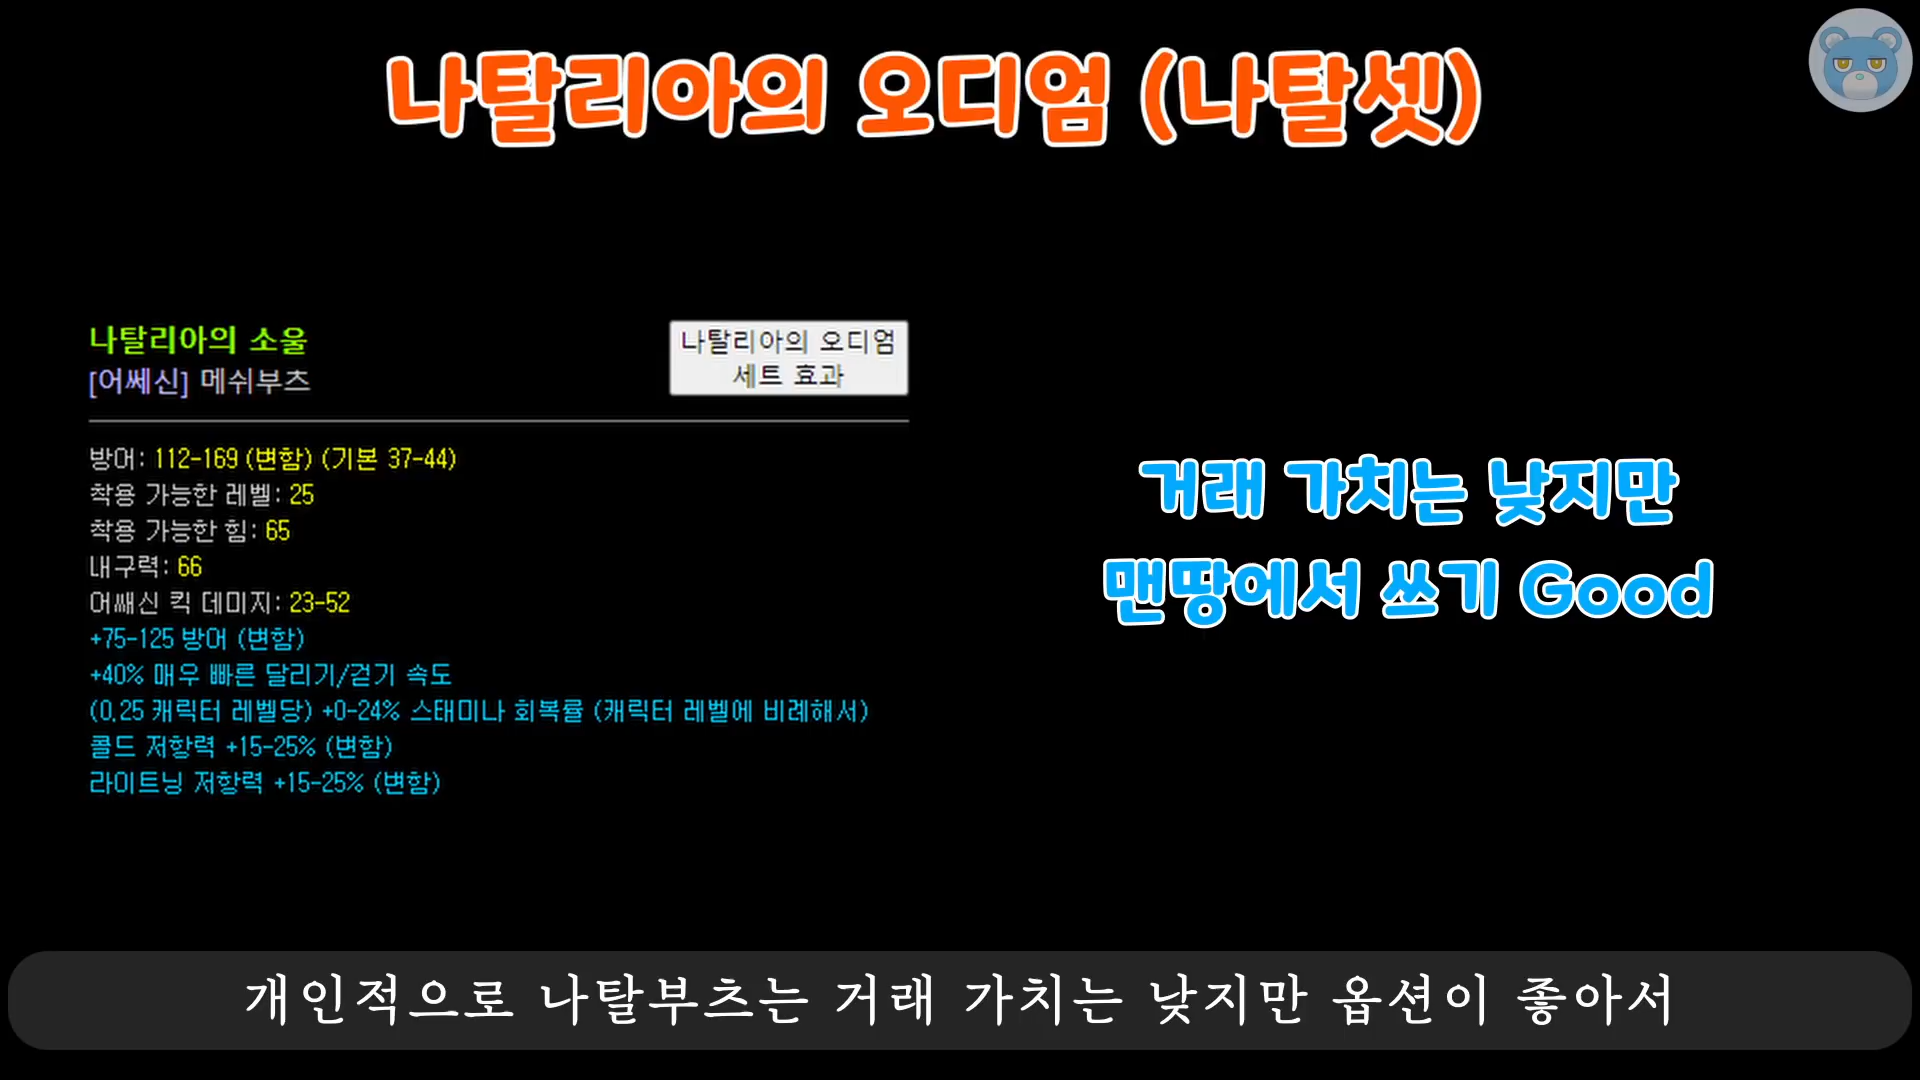 나탈리아의 오디엄 (나탈셋)
나탈리아의 소울
[어쎄신] 메쉬부츠
나탈리아의 오디엄
세트 효과
방어: 112-169 (변함) (기본 37-44)
착용 가능한 레벨: 25
착용 가능한 힘: 65
내구력: 66
어쌔신 킥 데미지: 23-52
+75-125 방어 (변함)
+40% 매우 빠른 달리기/걷기 속도
(0.25 캐릭터 레벨당) +0-24% 스태미나 회복률 (캐릭터 레벨에 비례해서)
콜드 저항력 +15-25% (변함)
라이트닝 저항력 +15-25% (변함)
거래 가치는 낮지만
맨땅에서 쓰기 Good
개인적으로 나탈부츠는 거래 가치는 낮지만 옵션이 좋아서